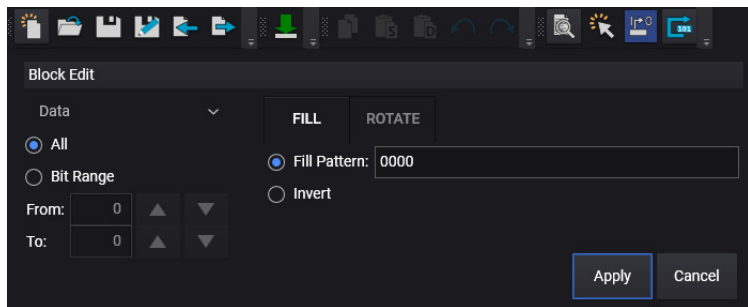 Block Edit
Data
FILL ROTATE
All
Fill Pattern: 0000
Bit Range
Invert
From: 0
To: 0
Apply Cancel